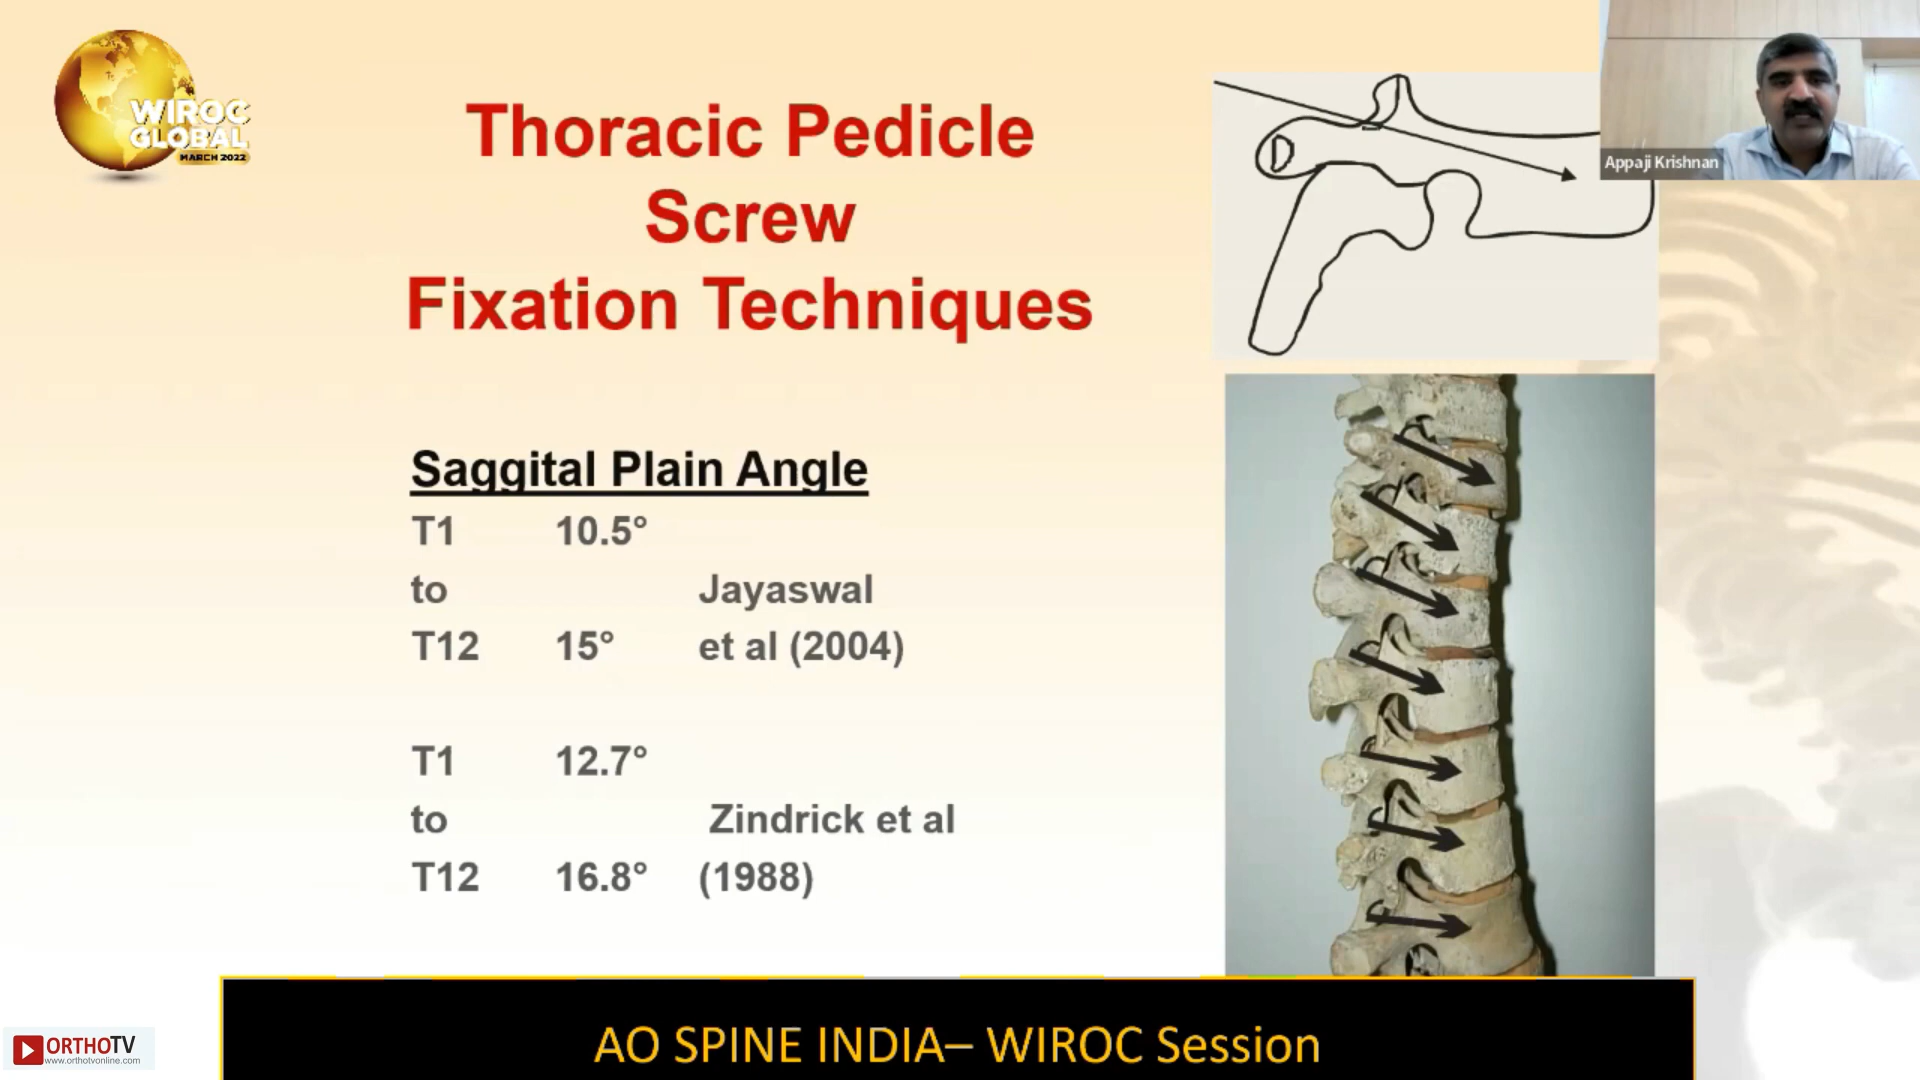 WIROC
GLOBAL
MARCH 2022
Thoracic Pedicle
Screw
Fixation Techniques
Appaji Krishnan
D
Saggital Plain Angle
T1 10.5°
to Jayaswal
T12 15° et al (2004)
T1 12.7°
to Zindrick et al
T12 16.8° (1988)
AO SPINE INDIA– WIROC Session
ORTHOTV
www.orthotvonline.com